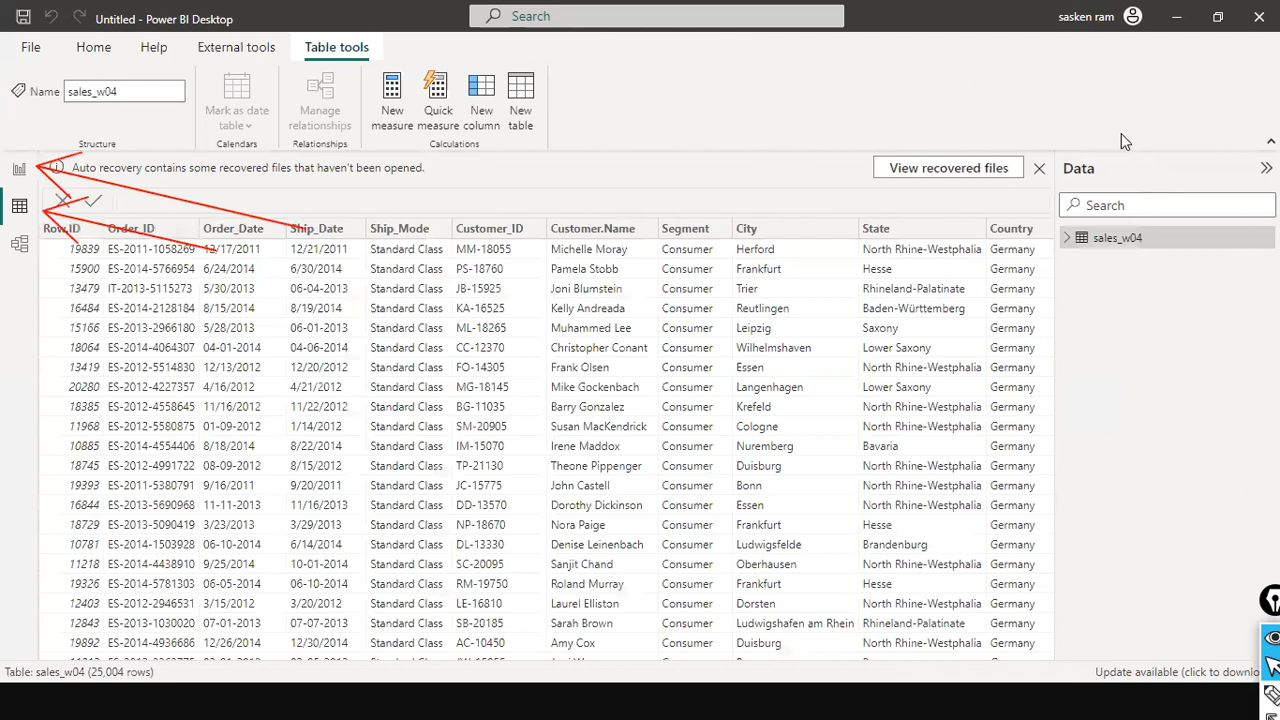 Untitled - Power BI Desktop
Search
sasken ram
File Home Help External tools Table tools
Name sales_w04
Mark as date table
Manage relationships
New measure
Quick measure
New column
New table
Structure Calendars Relationships Calculations
Auto recovery contains some recovered files that haven't been opened.
View recovered files
Data
Search
sales_w04
Row_ID Order_ID Order_Date Ship_Date Ship_Mode Customer_ID Customer.Name Segment City State Country
19839 ES-2011-1058269 12/17/2011 12/21/2011 Standard Class MM-18055 Michelle Moray Consumer Herford North Rhine-Westphalia Germany
15900 ES-2014-5766954 6/24/2014 6/30/2014 Standard Class PS-18760 Pamela Stobb Consumer Frankfurt Hesse Germany
13479 IT-2013-5115273 5/30/2013 06-04-2013 Standard Class JB-15925 Joni Blumstein Consumer Trier Rhineland-Palatinate Germany
16484 ES-2014-2128184 8/15/2014 8/19/2014 Standard Class KA-16525 Kelly Andreada Consumer Reutlingen Baden-Württemberg Germany
15166 ES-2013-2966180 5/28/2013 06-01-2013 Standard Class ML-18265 Muhammed Lee Consumer Leipzig Saxony Germany
18064 ES-2014-4064307 04-01-2014 04-06-2014 Standard Class CC-12370 Christopher Conant Consumer Wilhelmshaven Lower Saxony Germany
13419 ES-2012-5514830 12/13/2012 12/20/2012 Standard Class FO-14305 Frank Olsen Consumer Essen North Rhine-Westphalia Germany
20280 ES-2012-4227357 4/16/2012 4/21/2012 Standard Class MG-18145 Mike Gockenbach Consumer Langenhagen Lower Saxony Germany
18385 ES-2012-4558645 11/16/2012 11/22/2012 Standard Class BG-11035 Barry Gonzalez Consumer Krefeld North Rhine-Westphalia Germany
11968 ES-2012-5580875 01-09-2012 1/14/2012 Standard Class SM-20905 Susan MacKendrick Consumer Cologne North Rhine-Westphalia Germany
10885 ES-2014-4554406 8/18/2014 8/22/2014 Standard Class IM-15070 Irene Maddox Consumer Nuremberg Bavaria Germany
18745 ES-2012-4991722 08-09-2012 8/15/2012 Standard Class TP-21130 Theone Pippenger Consumer Duisburg North Rhine-Westphalia Germany
19393 ES-2011-5380791 9/16/2011 9/20/2011 Standard Class JC-15775 John Castell Consumer Bonn North Rhine-Westphalia Germany
16844 ES-2013-5690968 11-11-2013 11/16/2013 Standard Class DD-13570 Dorothy Dickinson Consumer Essen North Rhine-Westphalia Germany
18729 ES-2013-5090419 3/23/2013 3/29/2013 Standard Class NP-18670 Nora Paige Consumer Frankfurt Hesse Germany
10781 ES-2014-1503928 06-10-2014 6/14/2014 Standard Class DL-13330 Denise Leinenbach Consumer Ludwigsfelde Brandenburg Germany
11218 ES-2014-4438910 9/25/2014 10-01-2014 Standard Class SC-20095 Sanjit Chand Consumer Oberhausen North Rhine-Westphalia Germany
19326 ES-2014-5781303 06-05-2014 06-10-2014 Standard Class RM-19750 Roland Murray Consumer Frankfurt Hesse Germany
12403 ES-2012-2946531 3/15/2012 3/20/2012 Standard Class LE-16810 Laurel Elliston Consumer Dorsten North Rhine-Westphalia Germany
12843 ES-2013-1030020 07-01-2013 07-07-2013 Standard Class SB-20185 Sarah Brown Consumer Ludwigshafen am Rhein Rhineland-Palatinate Germany
19892 ES-2014-4936686 12/26/2014 12/30/2014 Standard Class AC-10450 Amy Cox Consumer Duisburg North Rhine-Westphalia Germany
Table: sales_w04 (25,004 rows)
Update available (click to downlo